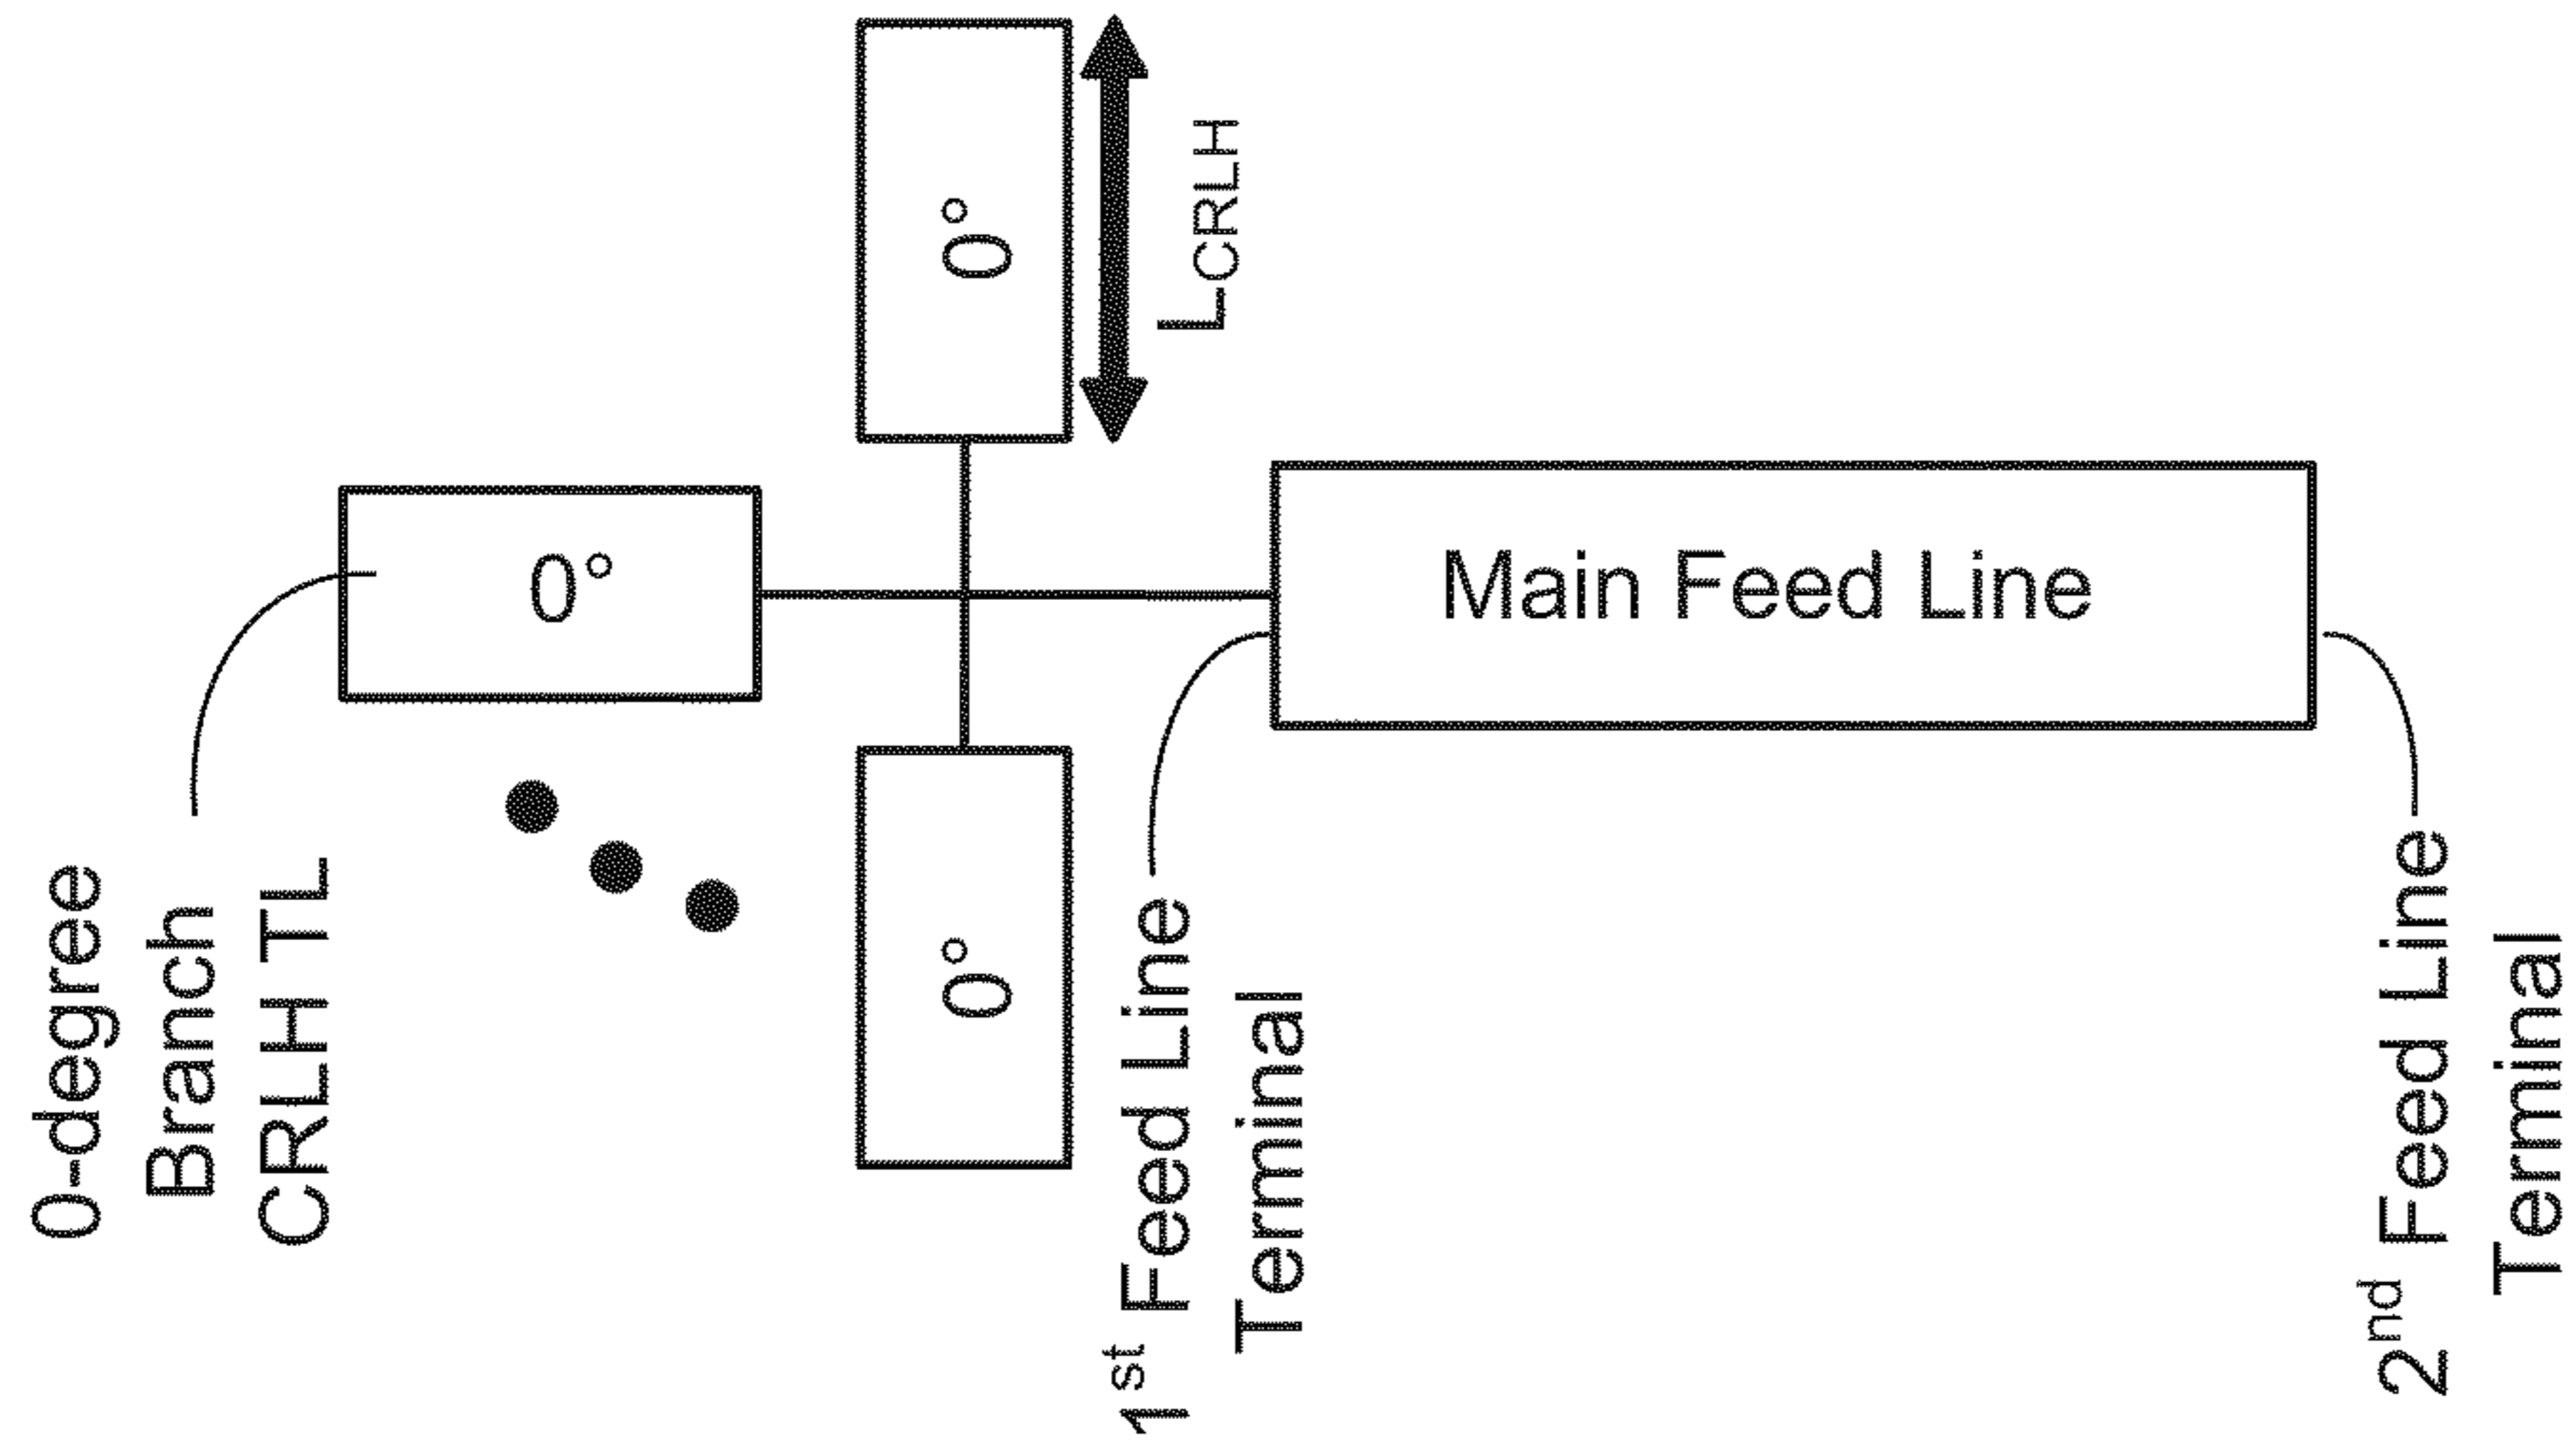 0°
L_CRLH
0°
Main Feed Line
0°
0-degree
Branch
CRLH TL
1st Feed Line
Terminal
2nd Feed Line
Terminal